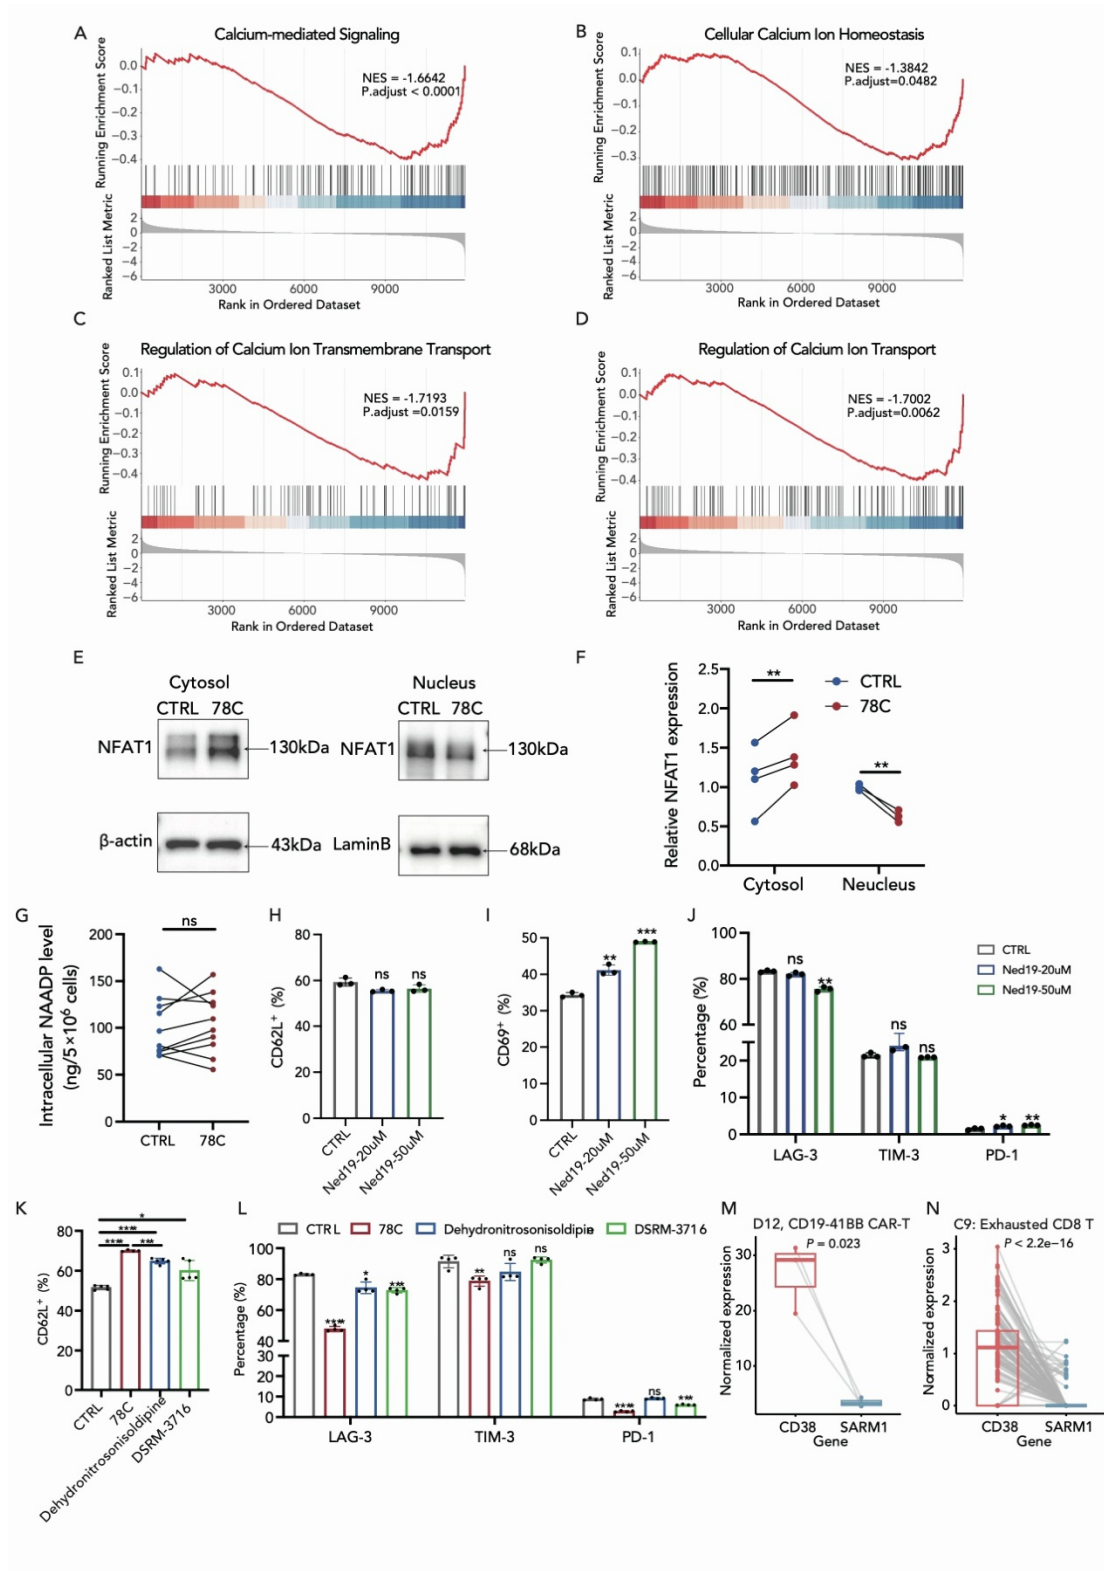 A
Calcium-mediated Signaling
NES = -1.6642
P.adjust < 0.0001
Running Enrichment Score
0.0
−0.1
−0.2
−0.3
−0.4
Ranked List Metric
2
0
−2
−4
−6
3000
6000
9000
Rank in Ordered Dataset
B
Cellular Calcium Ion Homeostasis
NES = -1.3842
P.adjust=0.0482
Running Enrichment Score
0.1
0.0
−0.1
−0.2
−0.3
Ranked List Metric
2
0
−2
−4
−6
3000
6000
9000
Rank in Ordered Dataset
C
Regulation of Calcium Ion Transmembrane Transport
NES = -1.7193
P.adjust =0.0159
Running Enrichment Score
0.1
0.0
−0.1
−0.2
−0.3
−0.4
Ranked List Metric
2
0
−2
−4
−6
3000
6000
9000
Rank in Ordered Dataset
D
Regulation of Calcium Ion Transport
NES = -1.7002
P.adjust=0.0062
Running Enrichment Score
0.1
0.0
−0.1
−0.2
−0.3
−0.4
Ranked List Metric
2
0
−2
−4
−6
3000
6000
9000
Rank in Ordered Dataset
E
Cytosol
CTRL 78C
NFAT1
130kDa
β-actin
43kDa
Nucleus
CTRL 78C
NFAT1
130kDa
LaminB
68kDa
F
Relative NFAT1 expression
2.5
2.0
1.5
1.0
0.5
0.0
**
**
CTRL
78C
Cytosol
Neucleus
G
Intracellular NAADP level
(ng/5×10⁶ cells)
200
150
100
50
0
ns
CTRL
78C
H
CD62L⁺ (%)
80
60
40
20
0
ns
ns
CTRL
Ned19-20uM
Ned19-50uM
I
CD69⁺ (%)
50
40
30
20
10
0
**
***
CTRL
Ned19-20uM
Ned19-50uM
J
Percentage (%)
100
80
60
20
0
ns
**
ns
ns
*
**
LAG-3
TIM-3
PD-1
CTRL
Ned19-20uM
Ned19-50uM
K
CD62L⁺ (%)
80
60
40
20
0
*
****
****
***
CTRL
78C
Dehydronitrosonisoldipine
DSRM-3716
L
CTRL
78C
Dehydronitrosonisoldipine
DSRM-3716
Percentage (%)
100
80
60
40
30
20
10
0
****
*
***
**
ns
ns
****
ns
***
LAG-3
TIM-3
PD-1
M
D12, CD19-41BB CAR-T
P = 0.023
Normalized expression
30
20
10
CD38
SARM1
Gene
N
C9: Exhausted CD8 T
P < 2.2e−16
Normalized expression
3
2
1
0
CD38
SARM1
Gene